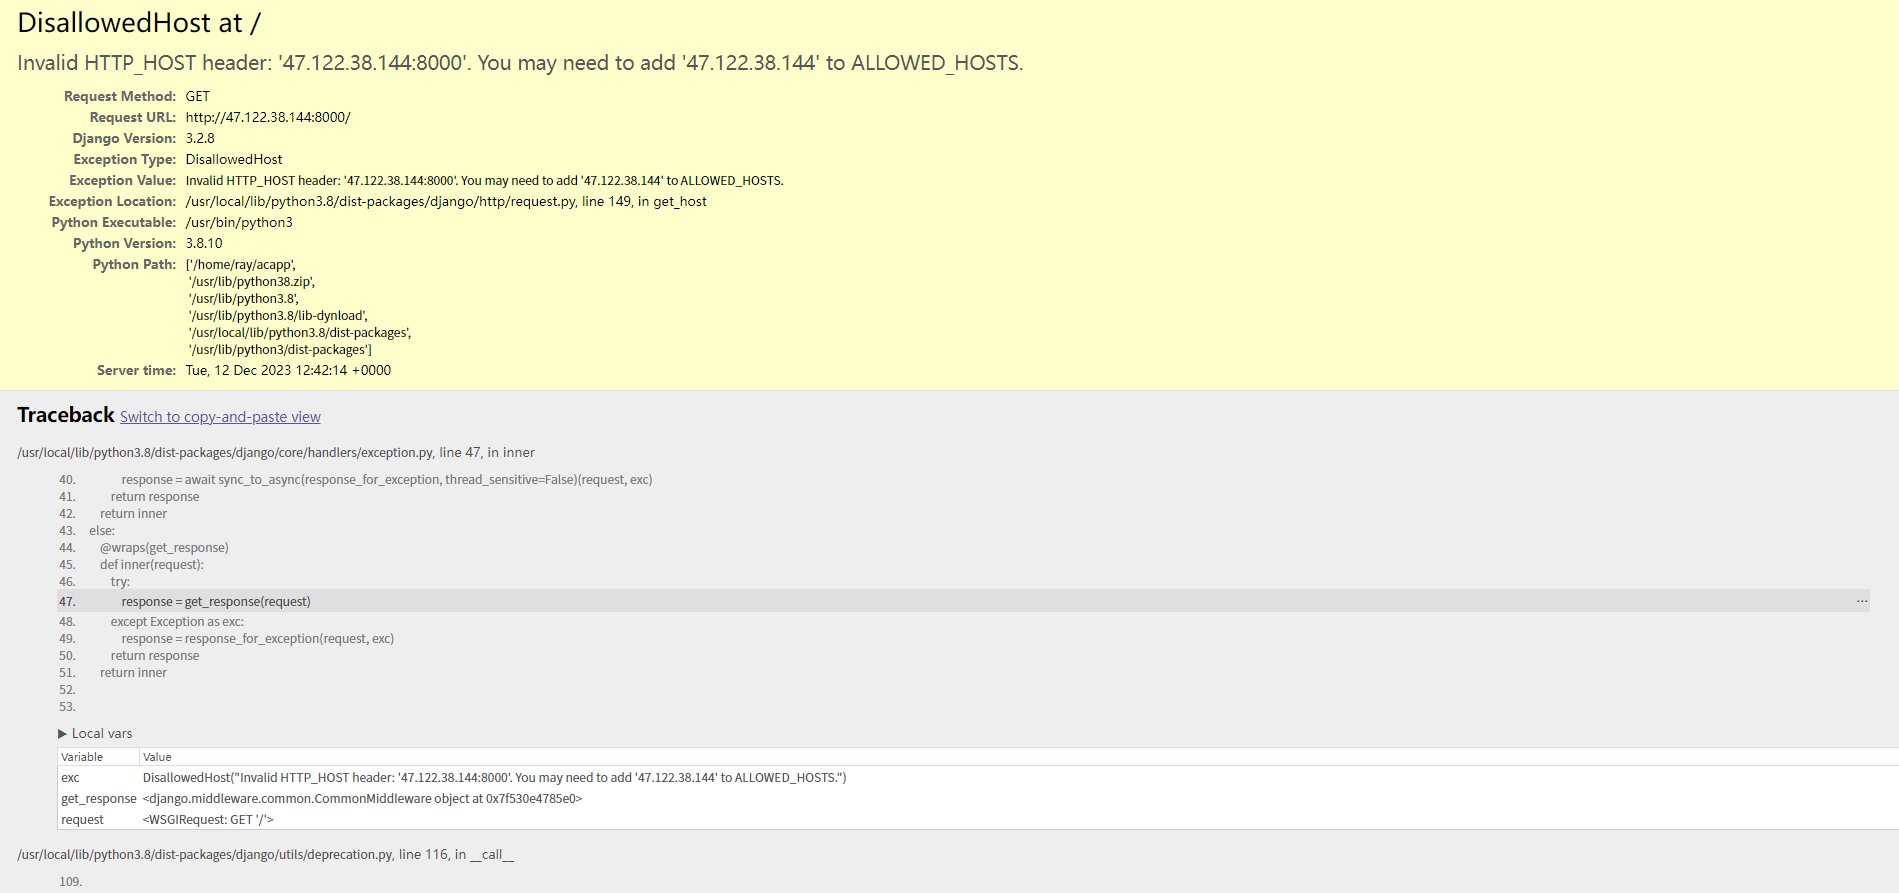 DisallowedHost at /
Invalid HTTP_HOST header: '47.122.38.144:8000'. You may need to add '47.122.38.144' to ALLOWED_HOSTS.
Request Method: GET
Request URL: http://47.122.38.144:8000/
Django Version: 3.2.8
Exception Type: DisallowedHost
Exception Value: Invalid HTTP_HOST header: '47.122.38.144:8000'. You may need to add '47.122.38.144' to ALLOWED_HOSTS.
Exception Location: /usr/local/lib/python3.8/dist-packages/django/http/request.py, line 149, in get_host
Python Executable: /usr/bin/python3
Python Version: 3.8.10
Python Path: ['/home/ray/acapp',
'/usr/lib/python38.zip',
'/usr/lib/python3.8',
'/usr/lib/python3.8/lib-dynload',
'/usr/local/lib/python3.8/dist-packages',
'/usr/lib/python3/dist-packages']
Server time: Tue, 12 Dec 2023 12:42:14 +0000
Traceback Switch to copy-and-paste view
/usr/local/lib/python3.8/dist-packages/django/core/handlers/exception.py, line 47, in inner
40. response = await sync_to_async(response_for_exception, thread_sensitive=False)(request, exc)
41. return response
42. return inner
43. else:
44. @wraps(get_response)
45. def inner(request):
46. try:
47. response = get_response(request) …
48. except Exception as exc:
49. response = response_for_exception(request, exc)
50. return response
51. return inner
52.
53.
▶ Local vars
Variable Value
exc DisallowedHost("Invalid HTTP_HOST header: '47.122.38.144:8000'. You may need to add '47.122.38.144' to ALLOWED_HOSTS.")
get_response <django.middleware.common.CommonMiddleware object at 0x7f530e4785e0>
request <WSGIRequest: GET '/'>
/usr/local/lib/python3.8/dist-packages/django/utils/deprecation.py, line 116, in __call__
109.